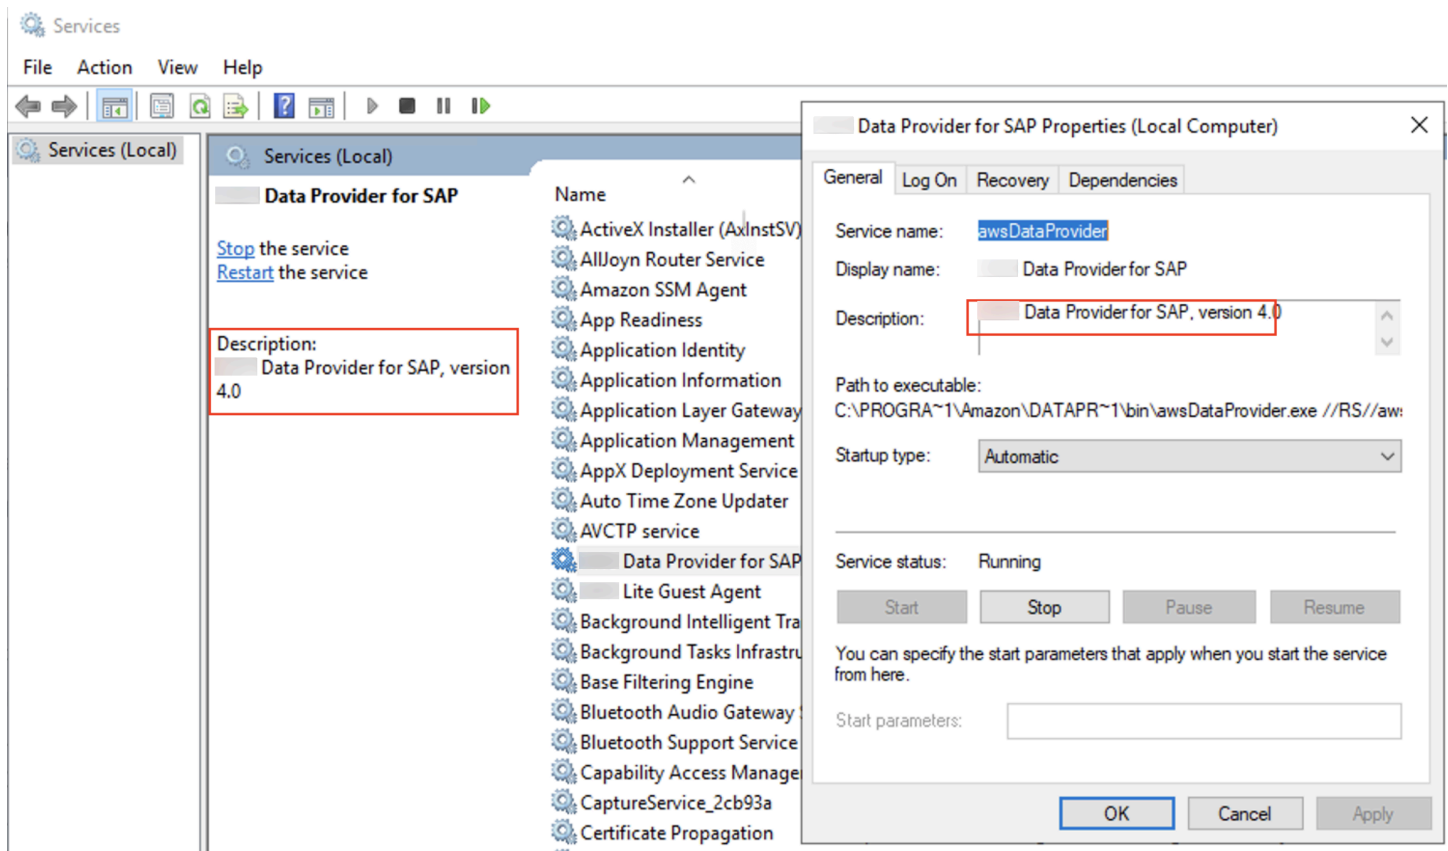 Services
File Action View Help
Services (Local)
Services (Local)
Data Provider for SAP
Stop the service
Restart the service
Description:
Data Provider for SAP, version
4.0
Name
ActiveX Installer (AxInstSV)
AllJoyn Router Service
Amazon SSM Agent
App Readiness
Application Identity
Application Information
Application Layer Gateway
Application Management
AppX Deployment Service
Auto Time Zone Updater
AVCTP service
Data Provider for SAP
Lite Guest Agent
Background Intelligent Tra
Background Tasks Infrastru
Base Filtering Engine
Bluetooth Audio Gateway
Bluetooth Support Service
Capability Access Manage
CaptureService_2cb93a
Certificate Propagation
Data Provider for SAP Properties (Local Computer)
General Log On Recovery Dependencies
Service name: awsDataProvider
Display name: Data Provider for SAP
Description: Data Provider for SAP, version 4.0
Path to executable:
C:\PROGRA~1\Amazon\DATAPR~1\bin\awsDataProvider.exe //RS//aws
Startup type: Automatic
Service status: Running
Start Stop Pause Resume
You can specify the start parameters that apply when you start the service
from here.
Start parameters:
OK Cancel Apply